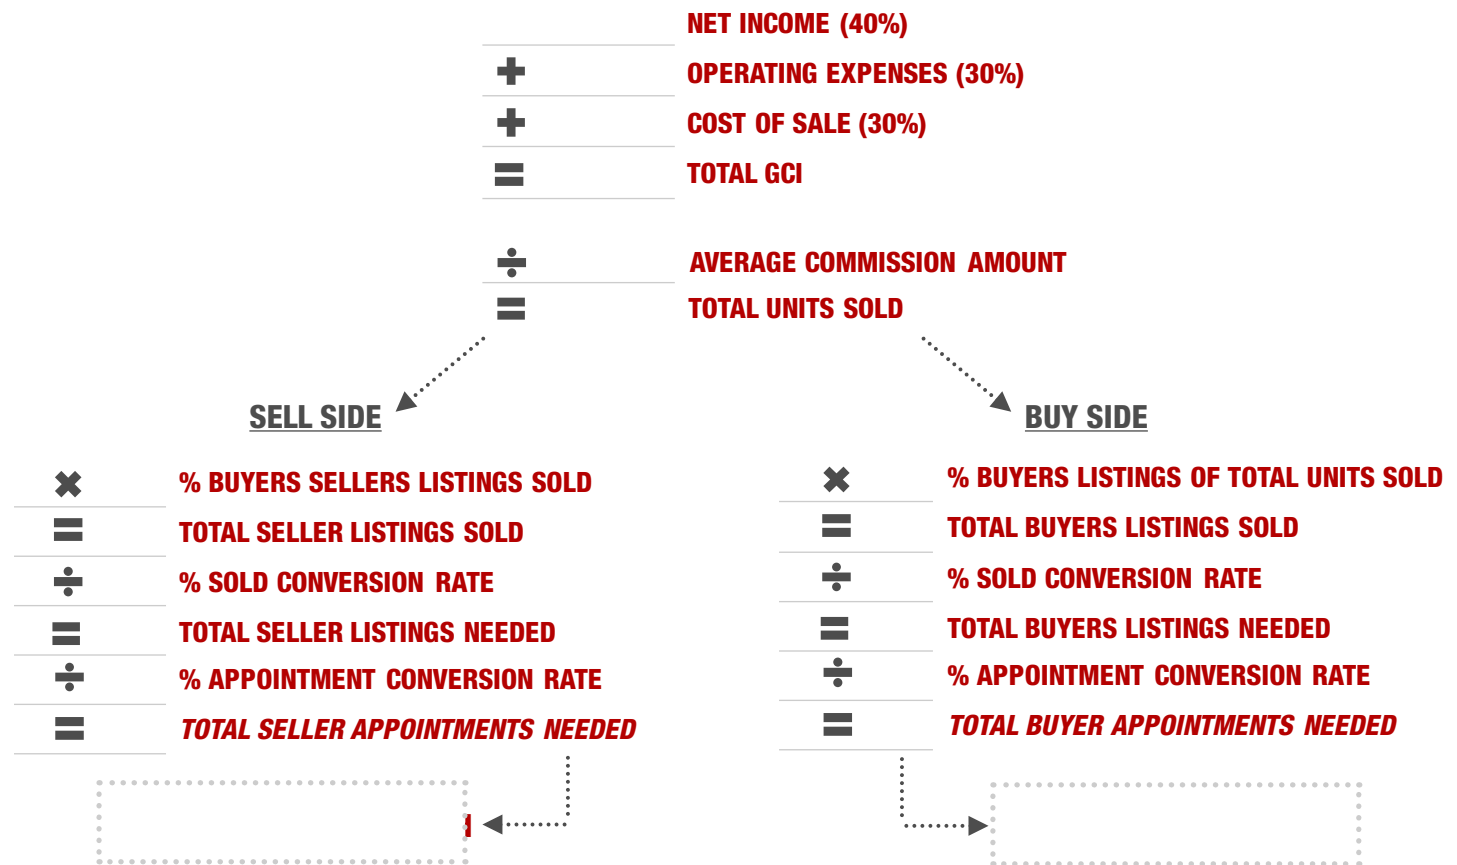 NET INCOME (40%)
+ OPERATING EXPENSES (30%)
+ COST OF SALE (30%)
= TOTAL GCI
÷ AVERAGE COMMISSION AMOUNT
= TOTAL UNITS SOLD
SELL SIDE
× % BUYERS SELLERS LISTINGS SOLD
= TOTAL SELLER LISTINGS SOLD
÷ % SOLD CONVERSION RATE
= TOTAL SELLER LISTINGS NEEDED
÷ % APPOINTMENT CONVERSION RATE
= TOTAL SELLER APPOINTMENTS NEEDED
BUY SIDE
× % BUYERS LISTINGS OF TOTAL UNITS SOLD
= TOTAL BUYERS LISTINGS SOLD
÷ % SOLD CONVERSION RATE
= TOTAL BUYERS LISTINGS NEEDED
÷ % APPOINTMENT CONVERSION RATE
= TOTAL BUYER APPOINTMENTS NEEDED